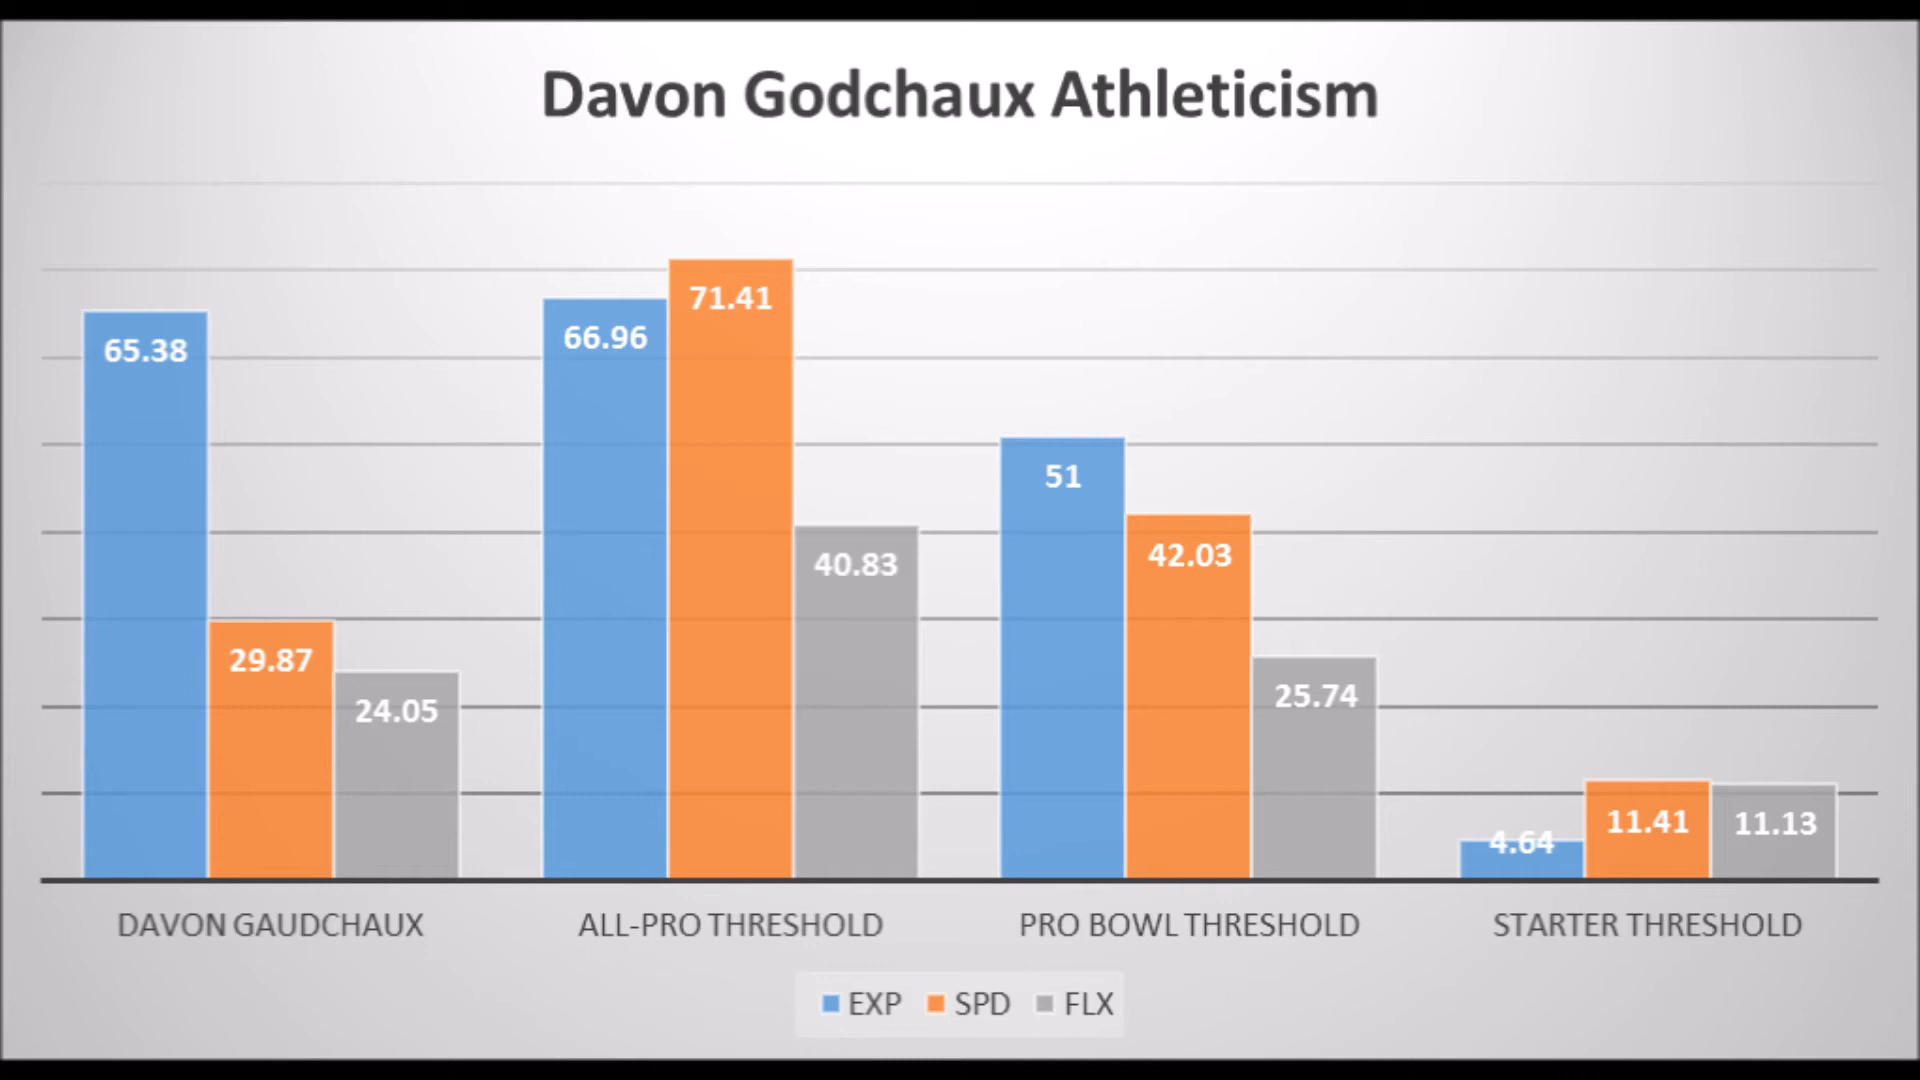 Davon Godchaux Athleticism
65.38
29.87
24.05
66.96
71.41
40.83
51
42.03
25.74
4.64
11.41
11.13
DAVON GAUDCHAUX
ALL-PRO THRESHOLD
PRO BOWL THRESHOLD
STARTER THRESHOLD
EXP SPD FLX